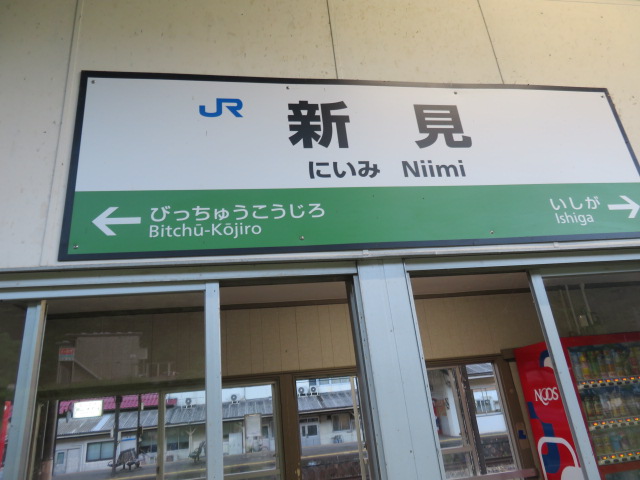 JR 新見
にいみ Niimi
← びっちゅうこうじろ
Bitchū-Kōjiro
いしが →
Ishiga